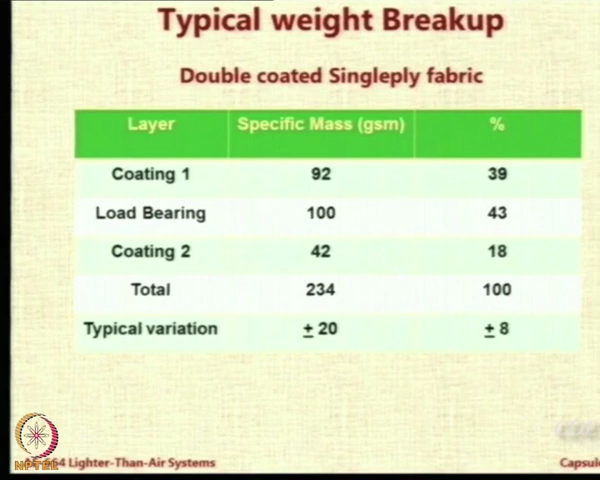 Typical weight Breakup
Double coated Singleply fabric
Layer Specific Mass (gsm) %
Coating 1 92 39
Load Bearing 100 43
Coating 2 42 18
Total 234 100
Typical variation ± 20 ± 8
NPTEL 64 Lighter-Than-Air Systems Capsule